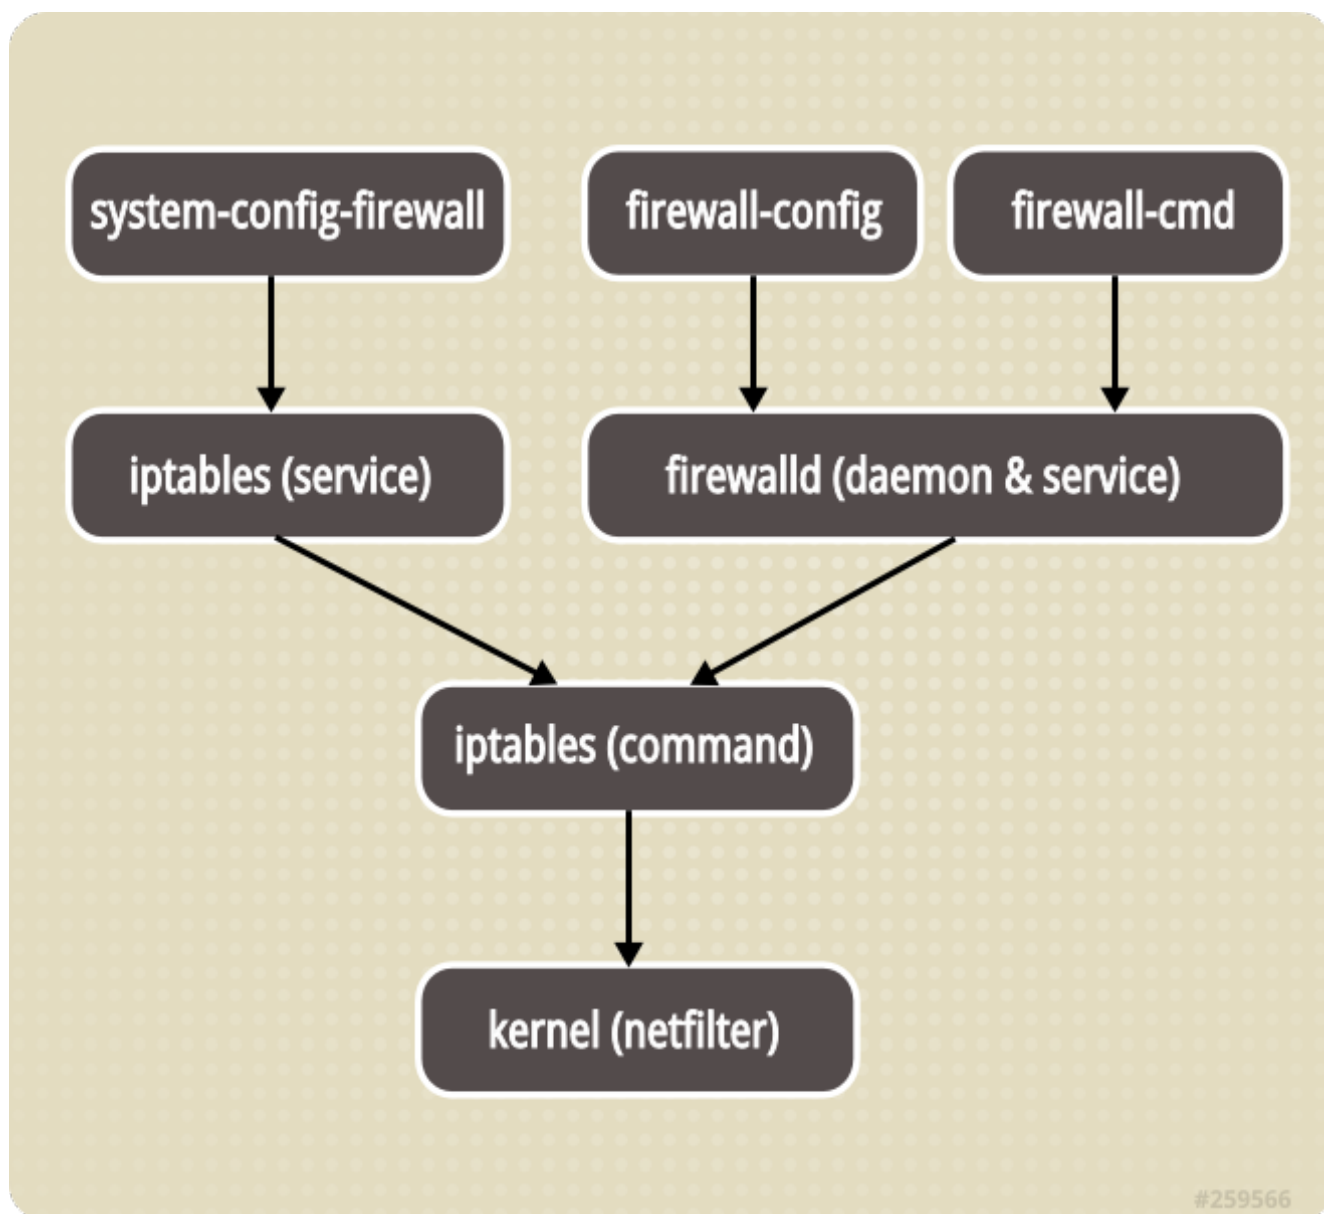 system-config-firewall
firewall-config
firewall-cmd
iptables (service)
firewalld (daemon & service)
iptables (command)
kernel (netfilter)
#259566